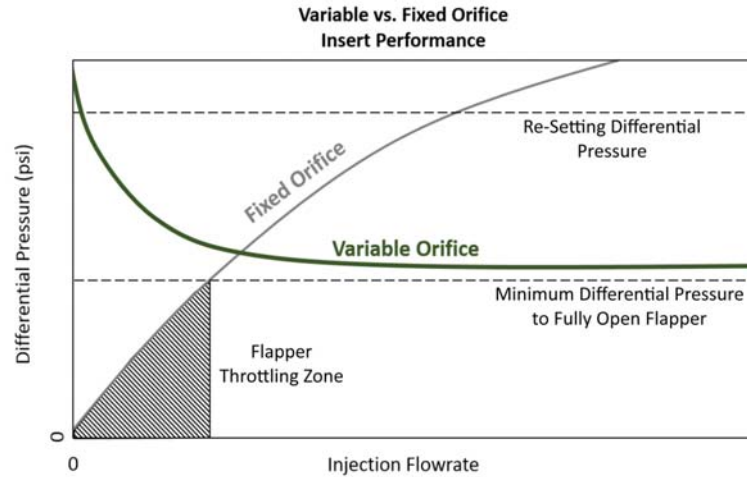 Variable vs. Fixed Orifice
Insert Performance
Differential Pressure (psi)
Re-Setting Differential
Pressure
Fixed Orifice
Variable Orifice
Minimum Differential Pressure
to Fully Open Flapper
Flapper
Throttling Zone
0
0
Injection Flowrate